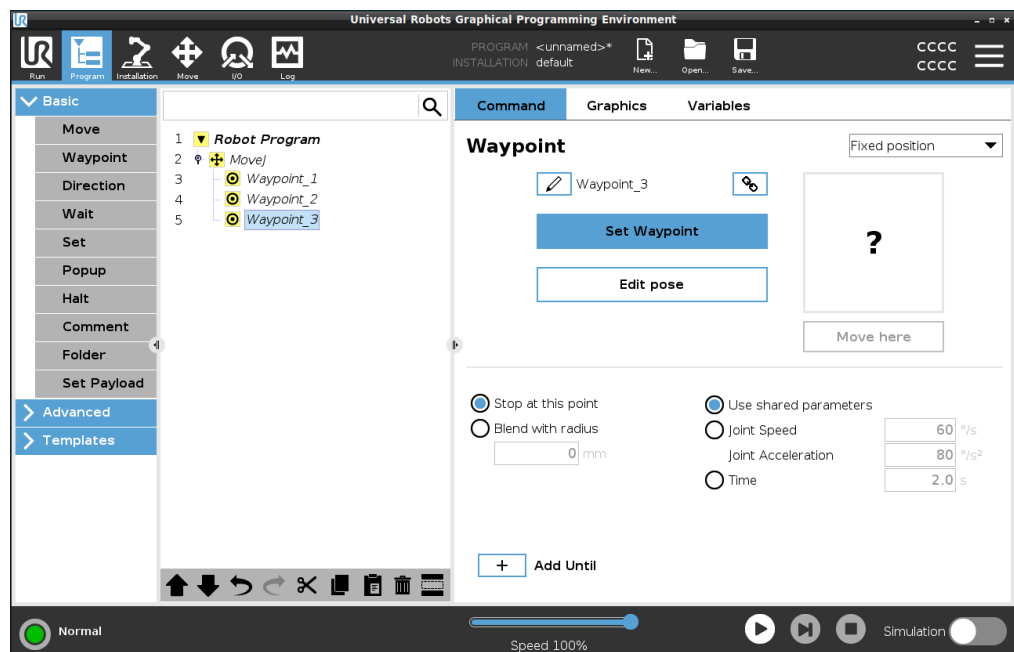 UR
Universal Robots Graphical Programming Environment
UR
Run
Program
Installation
Move
I/O
Log
PROGRAM <unnamed>*
INSTALLATION default
New...
Open...
Save...
CCCC
CCCC
Basic
Move
Waypoint
Direction
Wait
Set
Popup
Halt
Comment
Folder
Set Payload
Advanced
Templates
1 Robot Program
2 MoveJ
3 Waypoint_1
4 Waypoint_2
5 Waypoint_3
Command Graphics Variables
Waypoint
Fixed position
Waypoint_3
Set Waypoint
Edit pose
?
Move here
Stop at this point
Blend with radius
0 mm
Use shared parameters
Joint Speed 60 °/s
Joint Acceleration 80 °/s²
Time 2.0 s
+ Add Until
Normal
Speed 100%
Simulation